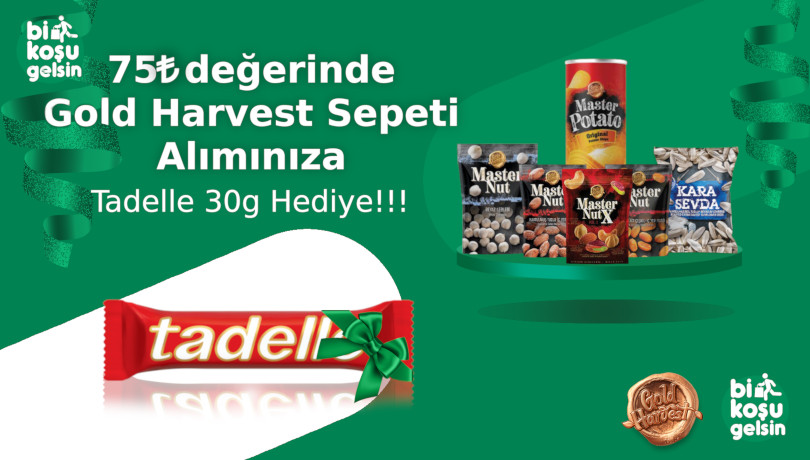 bi
koşu
gelsin
75₺ değerinde
Gold Harvest Sepeti
Alımınıza
Tadelle 30g Hediye!!!
Master
Potato
Original
Master
Nut
Master
Nut
Master
Nut X
Master
Nut
KARA
SEVDA
tadelle
Gold
Harvest
bi
koşu
gelsin